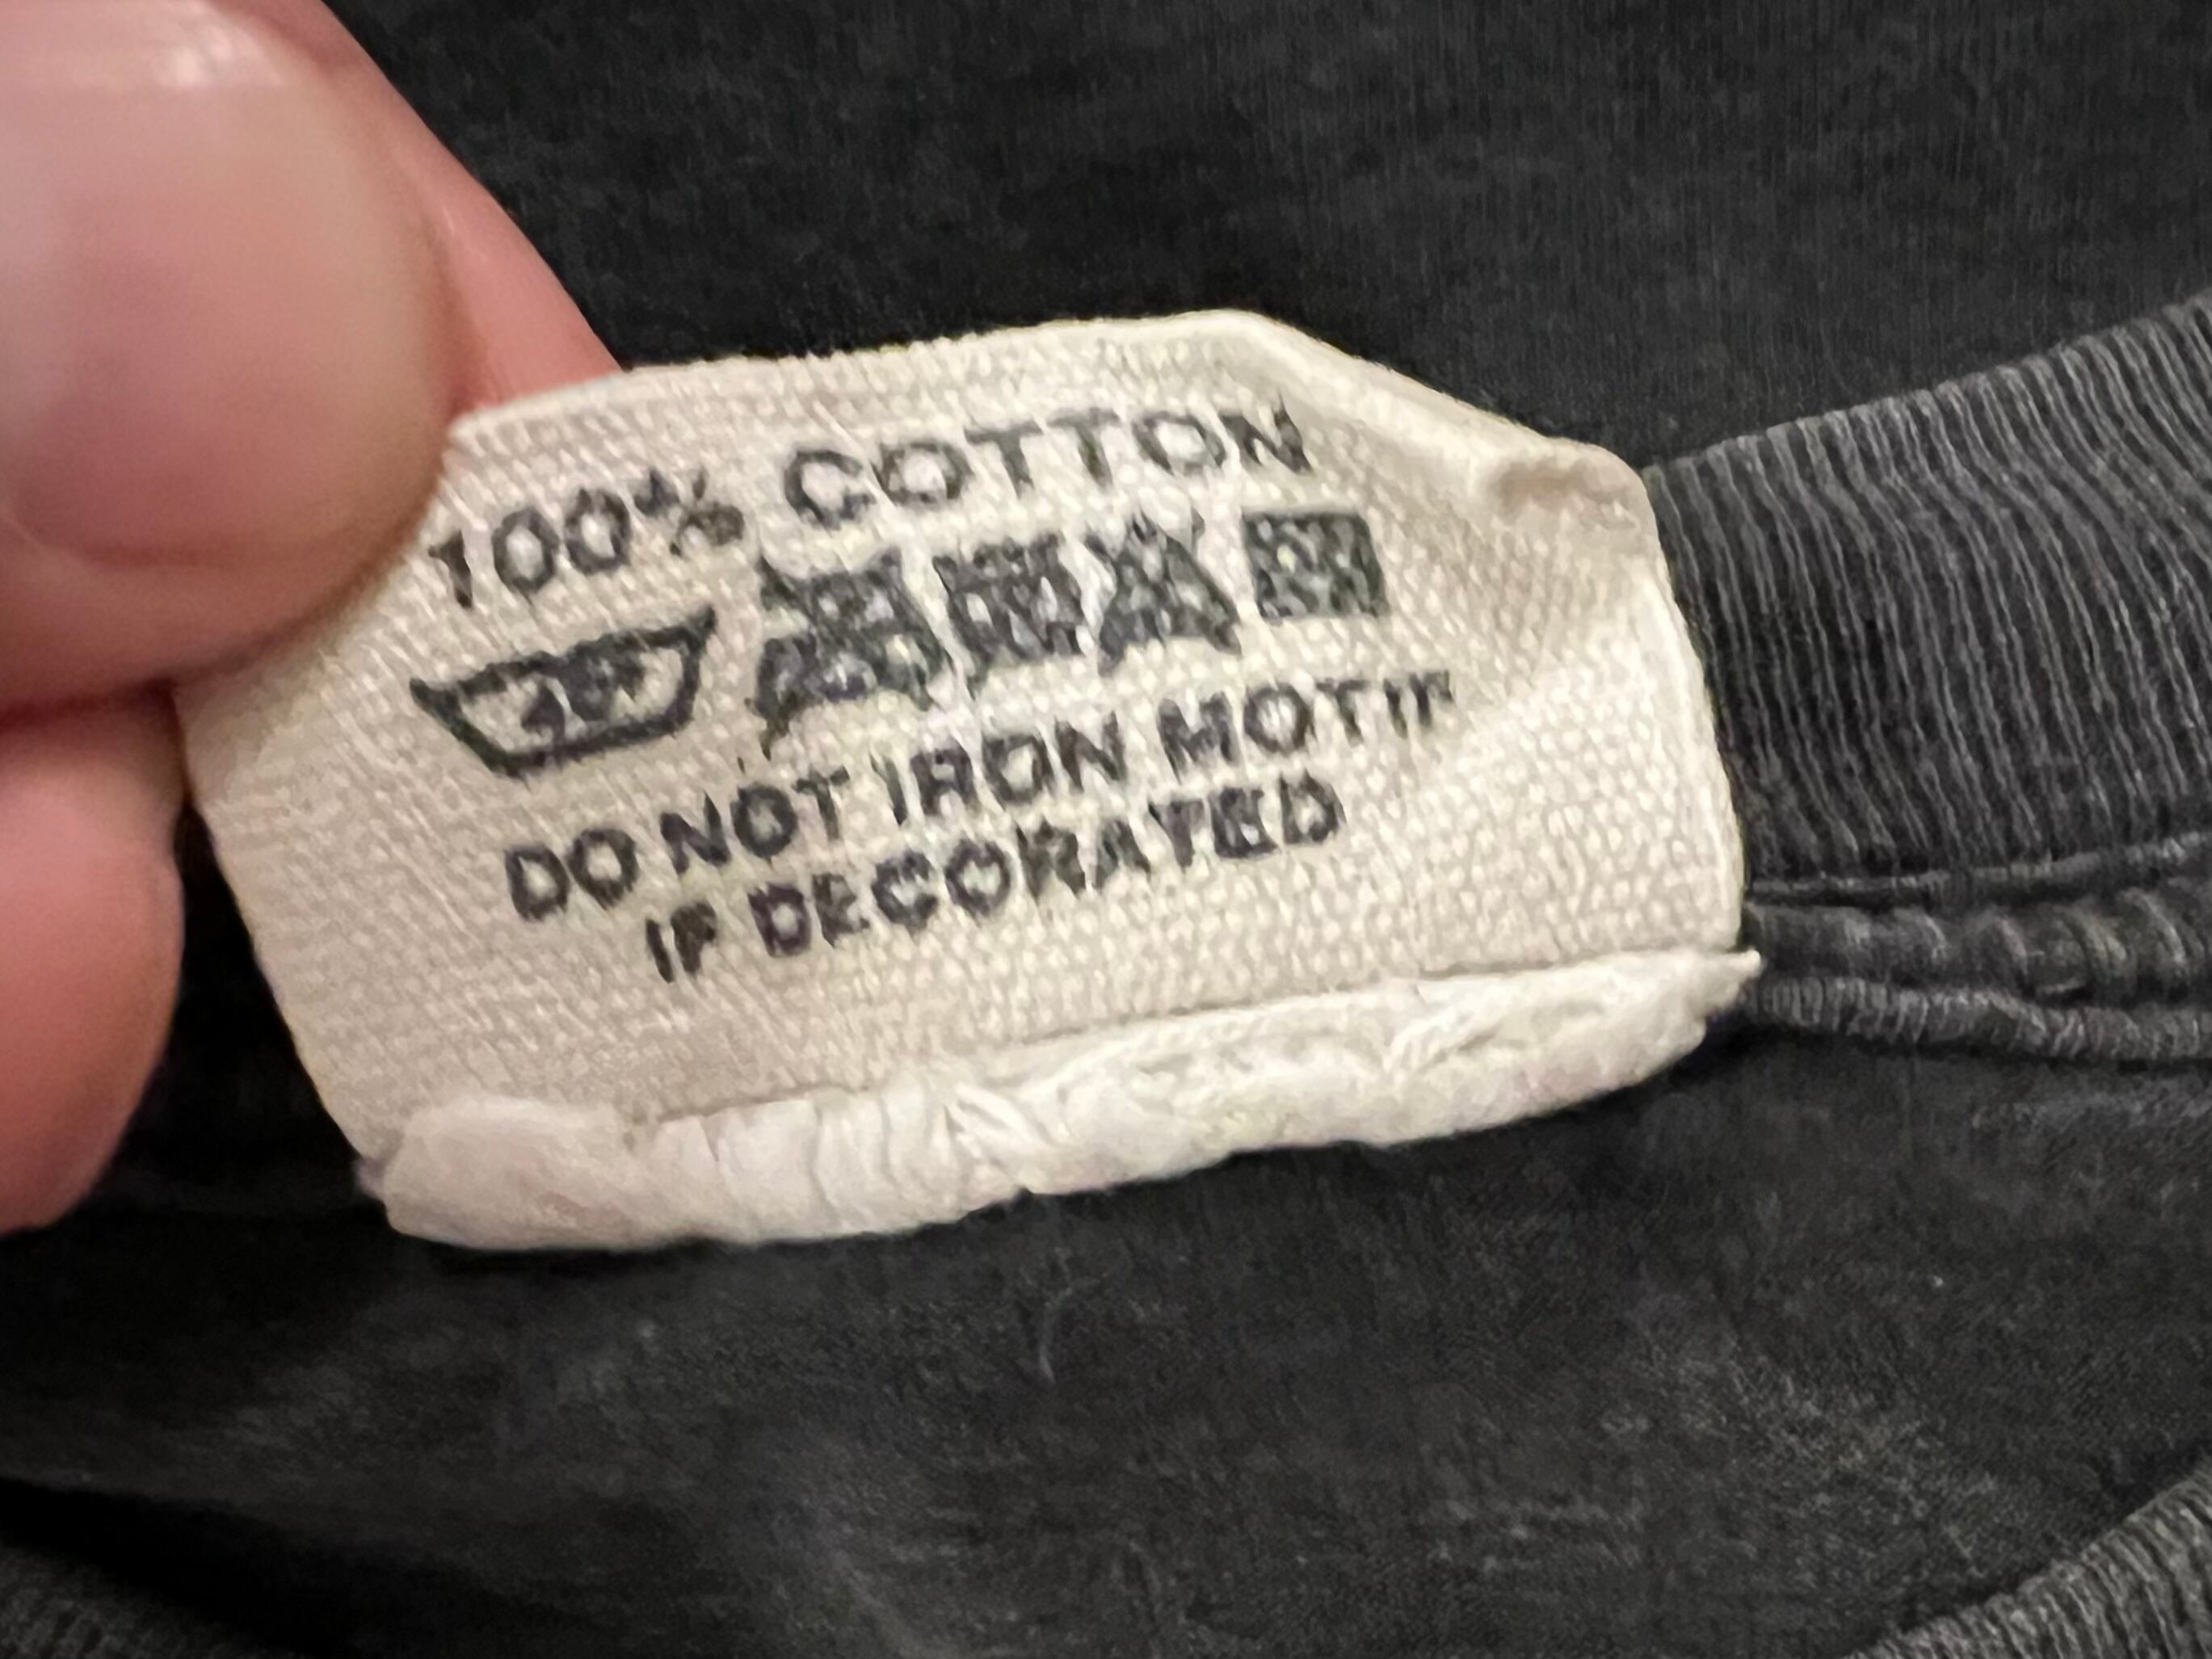 100% COTTON
DO NOT IRON MOTIF
IF DECORATED